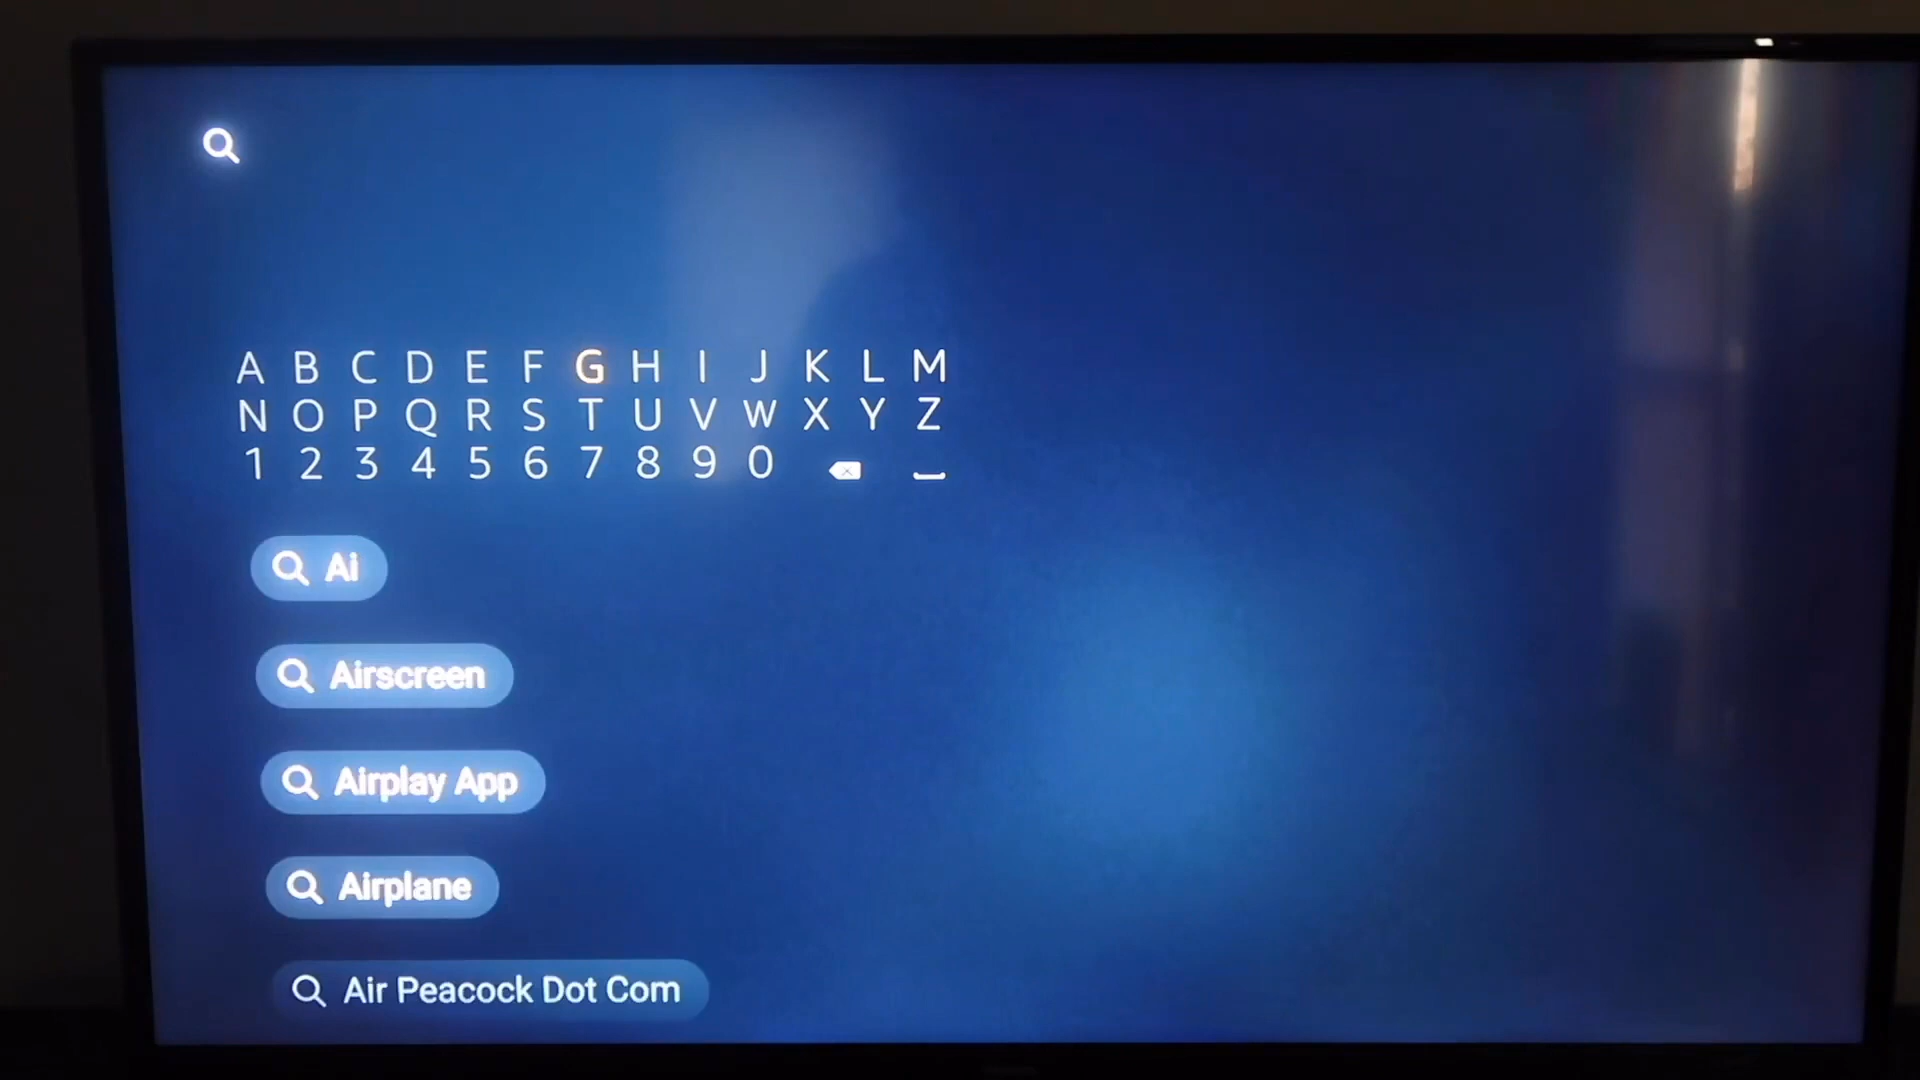 A B C D E F G H I J K L M
N O P Q R S T U V W X Y Z
1 2 3 4 5 6 7 8 9 0
Ai
Airscreen
Airplay App
Airplane
Air Peacock Dot Com